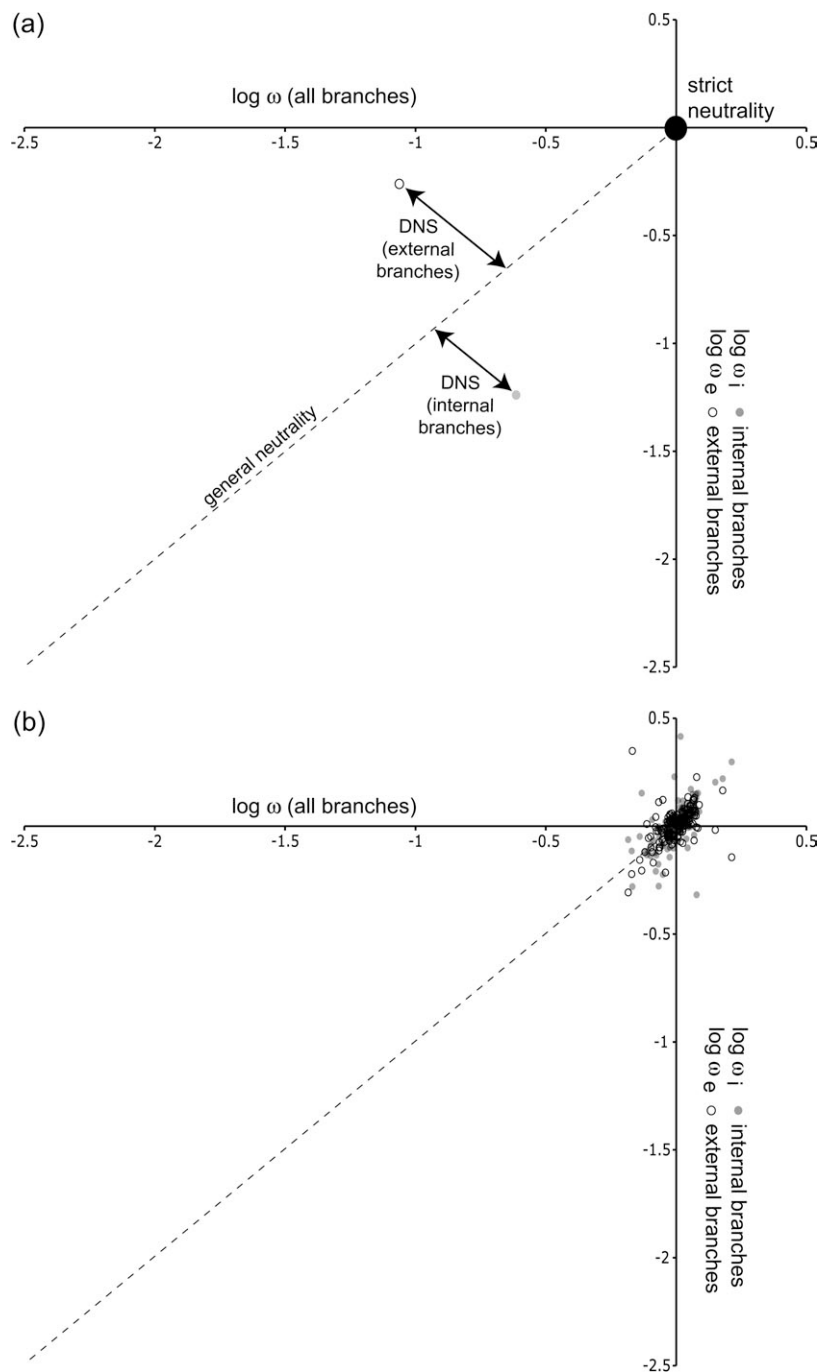 (a)
0.5
log ω (all branches)
strict
neutrality
-2.5
-2
-1.5
-1
-0.5
0.5
DNS
(external
branches)
-0.5
-1
DNS
(internal
branches)
general neutrality
log ω i ● internal branches
log ω e ○ external branches
-1.5
-2
-2.5
(b)
0.5
log ω (all branches)
-2.5
-2
-1.5
-1
-0.5
0.5
-0.5
-1
log ω i ● internal branches
log ω e ○ external branches
-1.5
-2
-2.5